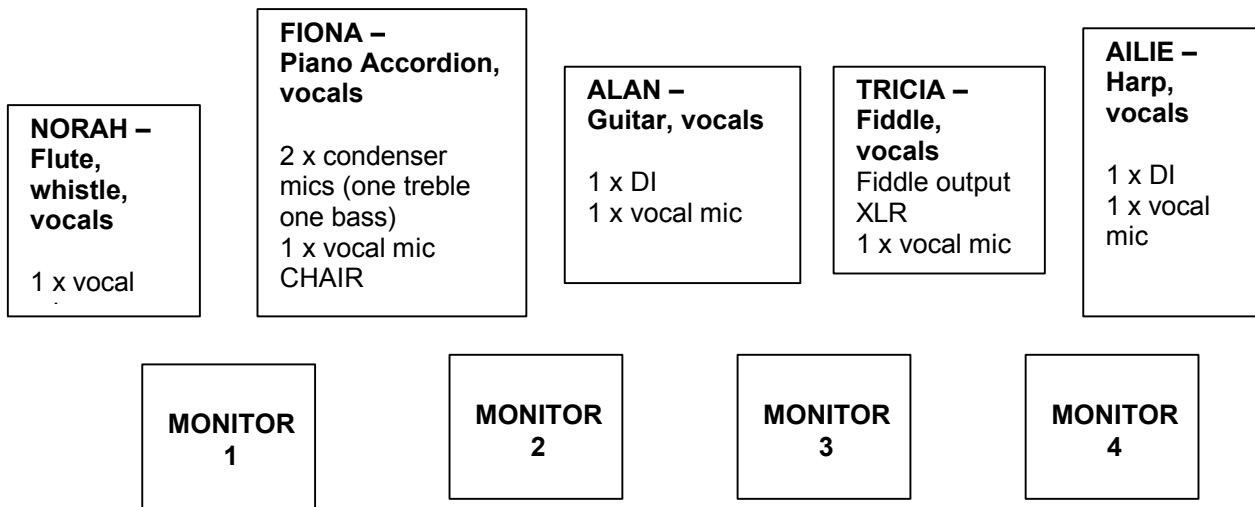 NORAH –
Flute,
whistle,
vocals
1 x vocal
FIONA –
Piano Accordion,
vocals
2 x condenser
mics (one treble
one bass)
1 x vocal mic
CHAIR
ALAN –
Guitar, vocals
1 x DI
1 x vocal mic
TRICIA –
Fiddle,
vocals
Fiddle output
XLR
1 x vocal mic
AILIE –
Harp,
vocals
1 x DI
1 x vocal
mic
MONITOR
1
MONITOR
2
MONITOR
3
MONITOR
4